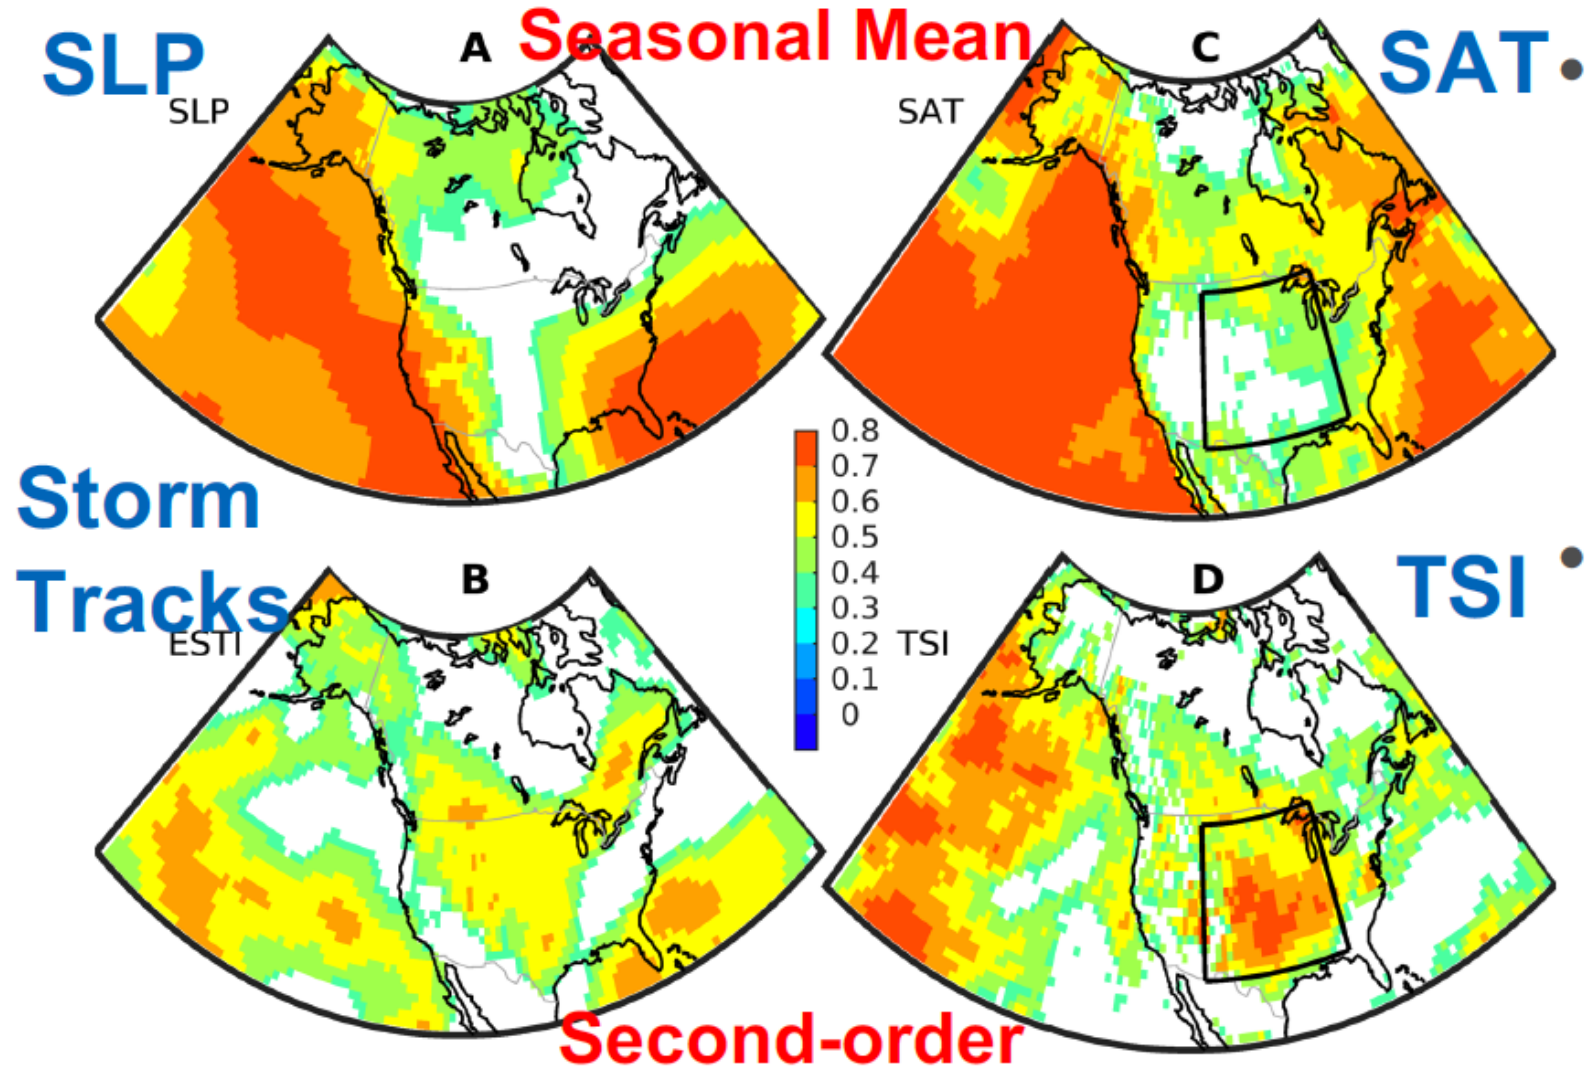 Seasonal Mean
SLP
A
SLP
C
SAT
SAT
Storm
Tracks
B
ESTI
0.8
0.7
0.6
0.5
0.4
0.3
0.2
0.1
0
D
TSI
TSI
Second-order